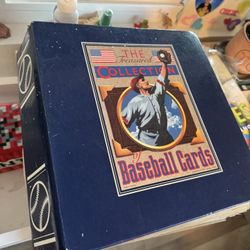 THE
Treasured
COLLECTION
of
Baseball Cards